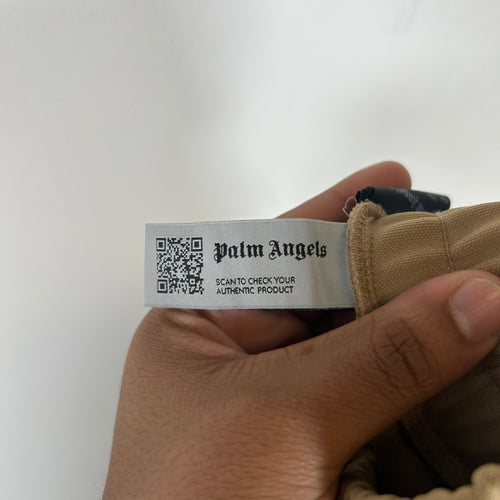 Palm Angels
SCAN TO CHECK YOUR
AUTHENTIC PRODUCT